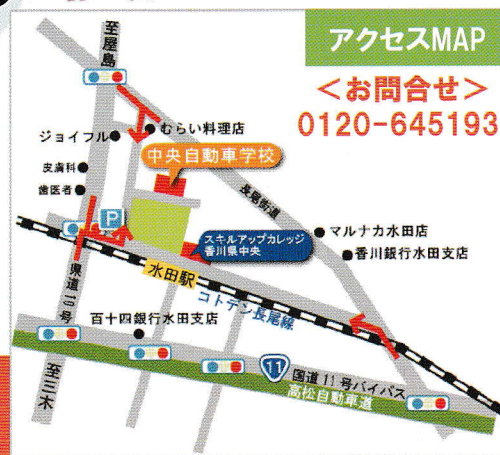 アクセスMAP
＜お問合せ＞
0120-645193
至屋島
ジョイフル
むらい料理店
中央自動車学校
皮膚科
歯医者
P
長尾街道
スキルアップカレッジ
香川県中央
マルナカ水田店
香川銀行水田支店
水田駅
コトデン長尾線
県道10号
百十四銀行水田支店
至三木
11
国道11号バイパス
高松自動車道